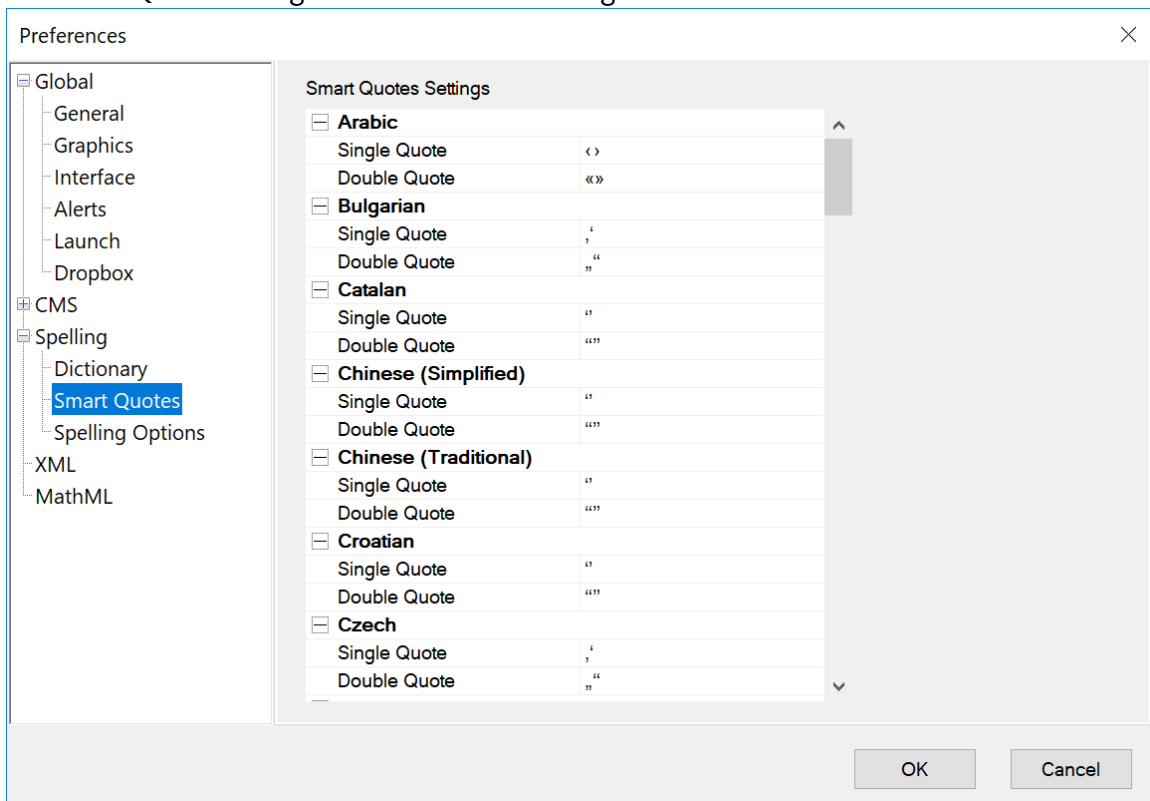 Preferences
Global
General
Graphics
Interface
Alerts
Launch
Dropbox
CMS
Spelling
Dictionary
Smart Quotes
Spelling Options
XML
MathML
Smart Quotes Settings
Arabic
Single Quote ‹›
Double Quote «»
Bulgarian
Single Quote ‚‘
Double Quote „“
Catalan
Single Quote ‘’
Double Quote “”
Chinese (Simplified)
Single Quote ‘’
Double Quote “”
Chinese (Traditional)
Single Quote ‘’
Double Quote “”
Croatian
Single Quote ‘’
Double Quote “”
Czech
Single Quote ‚‘
Double Quote „“
OK Cancel